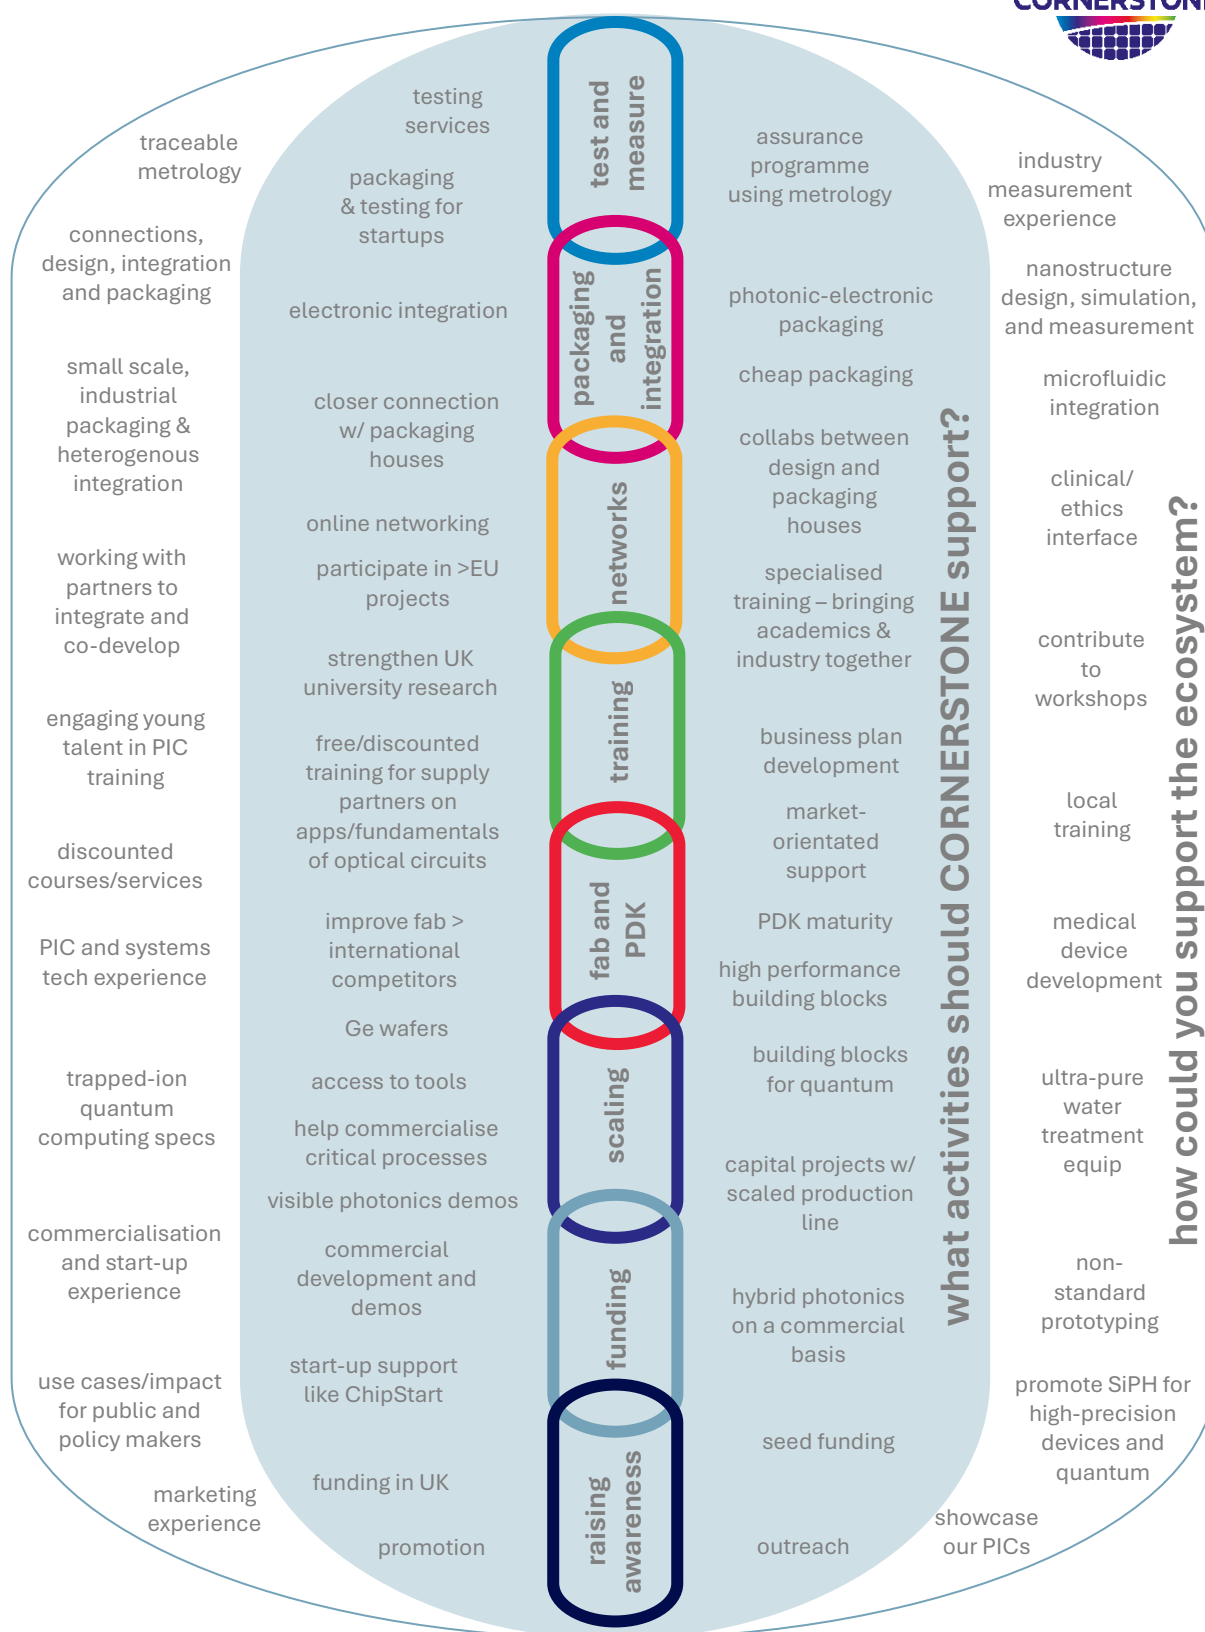 CORNERSTONE
test and
measure
packaging
and
integration
networks
training
fab and
PDK
scaling
funding
raising
awareness
what activities should CORNERSTONE support?
testing
services
packaging
& testing for
startups
electronic integration
closer connection
w/ packaging
houses
online networking
participate in >EU
projects
strengthen UK
university research
free/discounted
training for supply
partners on
apps/fundamentals
of optical circuits
improve fab >
international
competitors
Ge wafers
access to tools
help commercialise
critical processes
visible photonics demos
commercial
development and
demos
start-up support
like ChipStart
funding in UK
promotion
assurance
programme
using metrology
photonic-electronic
packaging
cheap packaging
collabs between
design and
packaging
houses
specialised
training – bringing
academics &
industry together
business plan
development
market-
orientated
support
PDK maturity
high performance
building blocks
building blocks
for quantum
capital projects w/
scaled production
line
hybrid photonics
on a commercial
basis
seed funding
outreach
how could you support the ecosystem?
traceable
metrology
connections,
design, integration
and packaging
small scale,
industrial
packaging &
heterogenous
integration
working with
partners to
integrate and
co-develop
engaging young
talent in PIC
training
discounted
courses/services
PIC and systems
tech experience
trapped-ion
quantum
computing specs
commercialisation
and start-up
experience
use cases/impact
for public and
policy makers
marketing
experience
industry
measurement
experience
nanostructure
design, simulation,
and measurement
microfluidic
integration
clinical/
ethics
interface
contribute
to
workshops
local
training
medical
device
development
ultra-pure
water
treatment
equip
non-
standard
prototyping
promote SiPH for
high-precision
devices and
quantum
showcase
our PICs